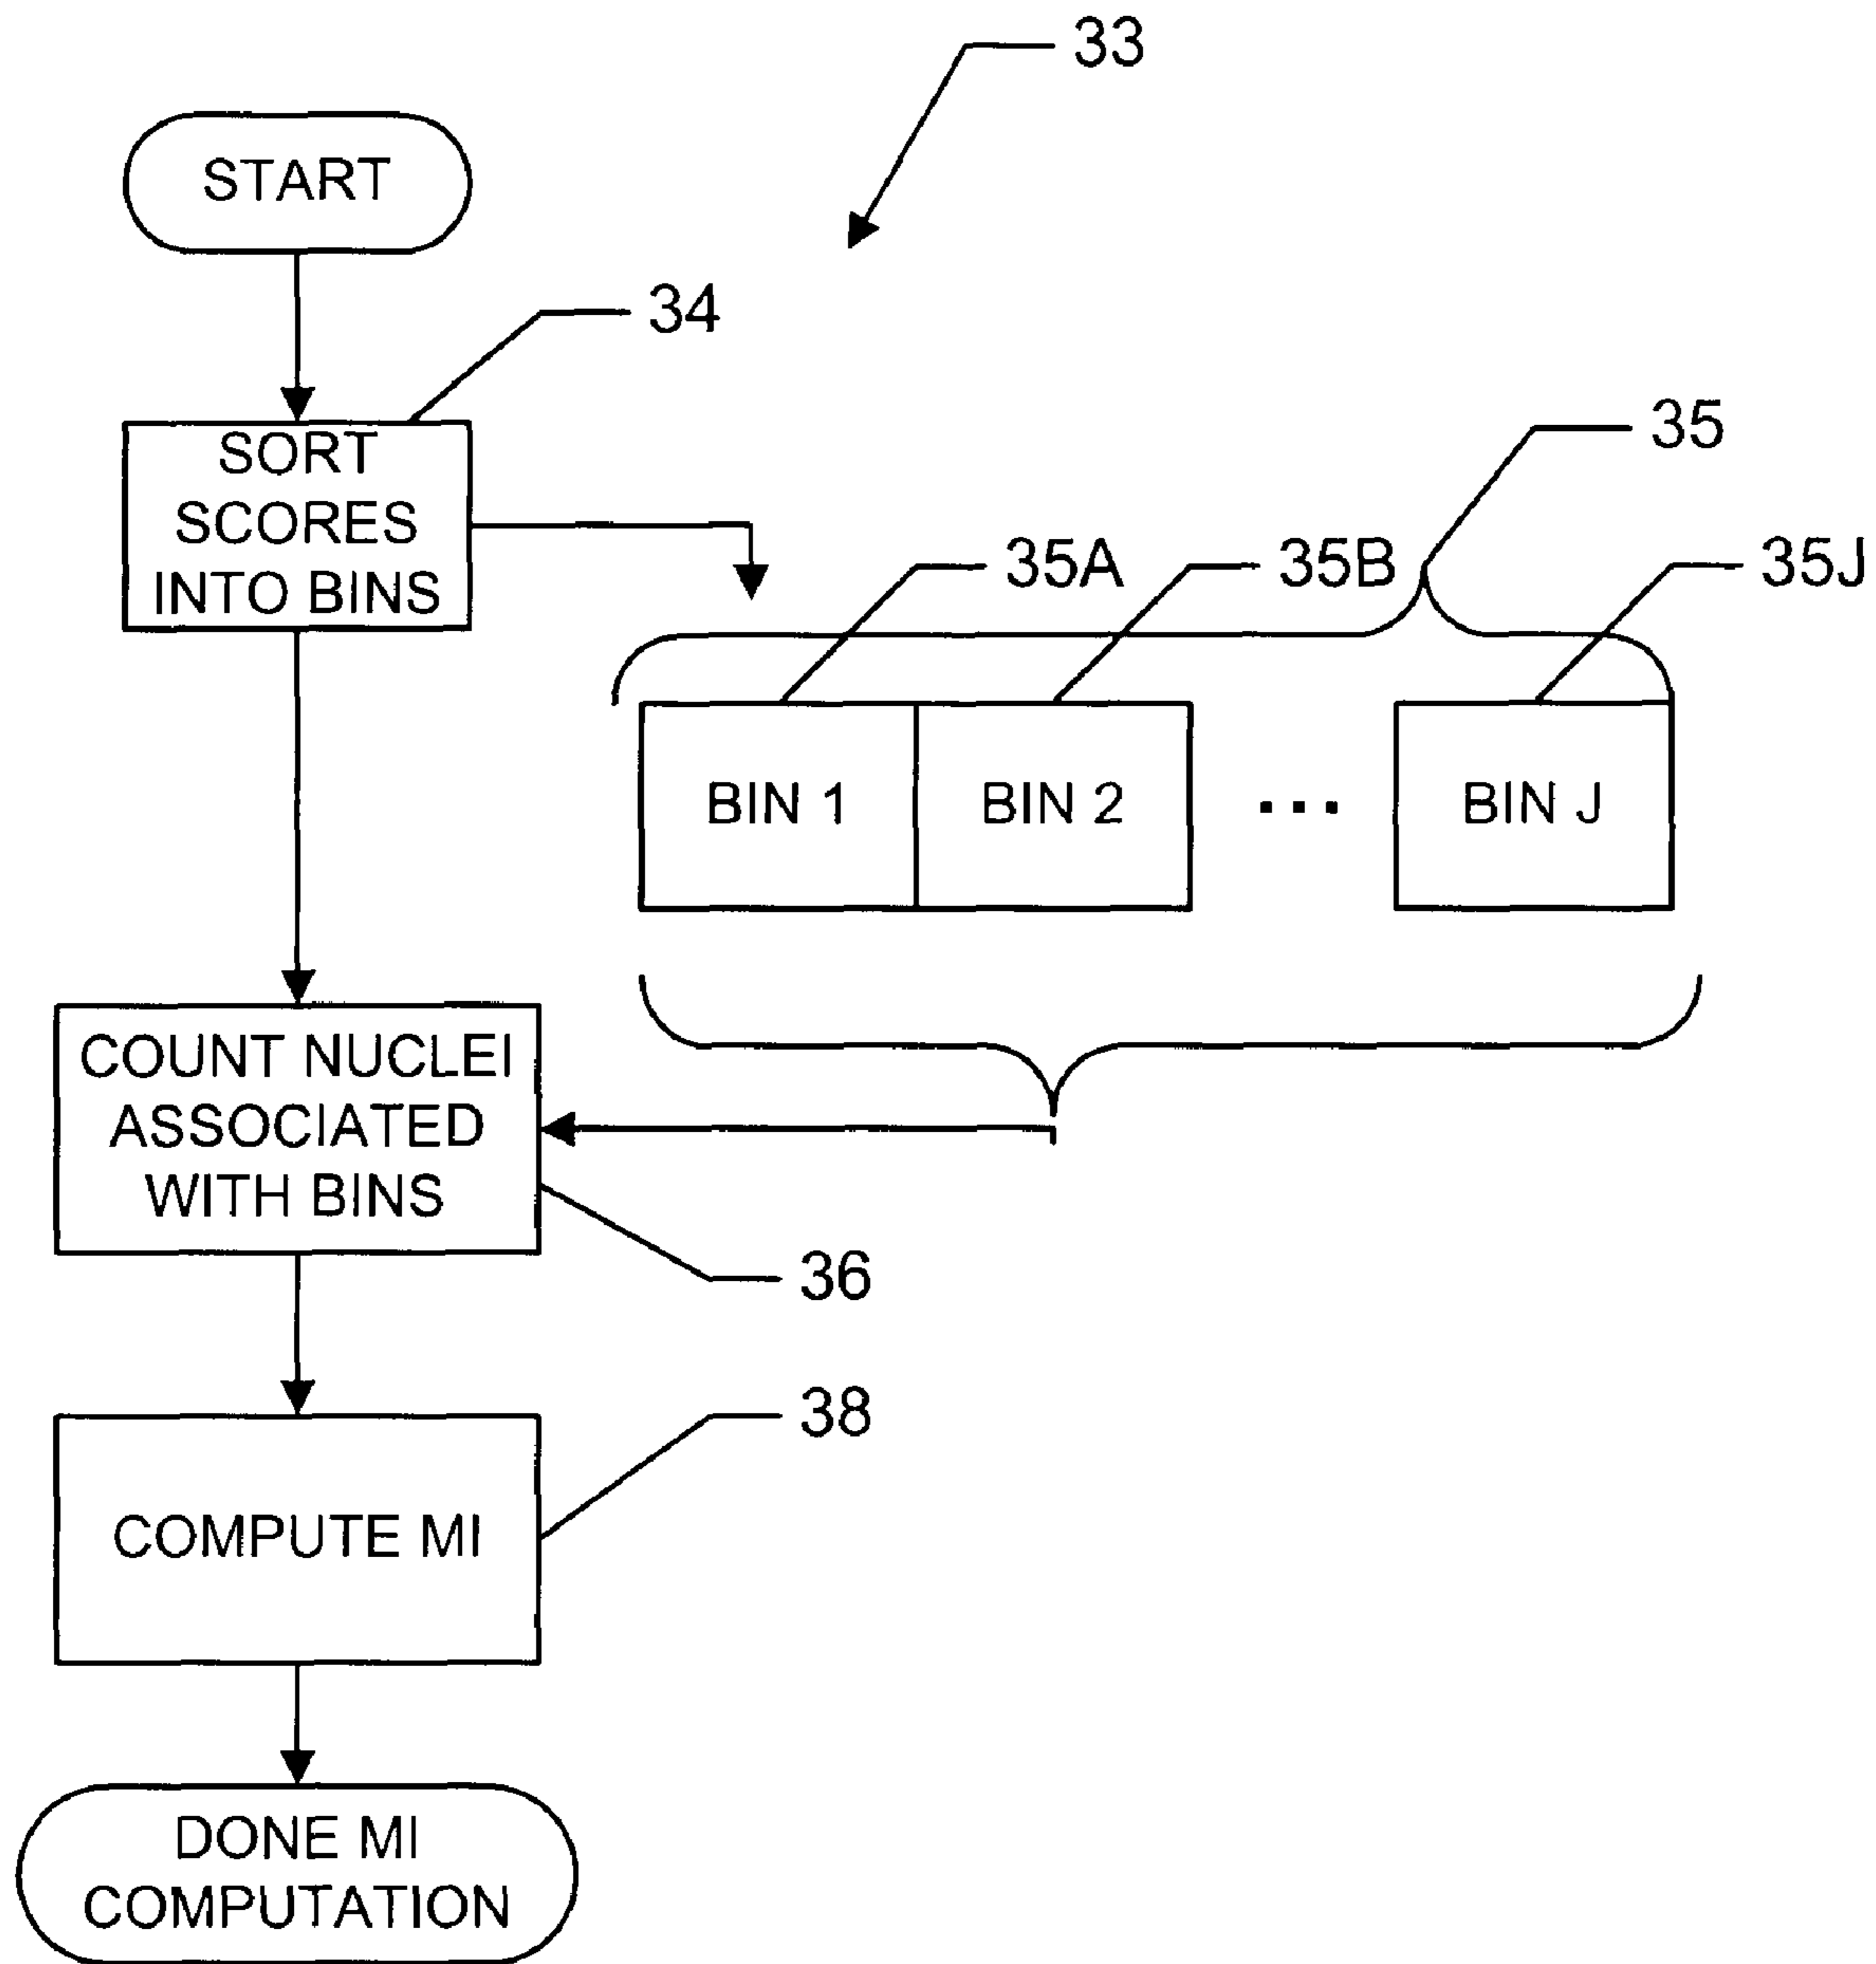 33
START
34
SORT
SCORES
INTO BINS
35
35A
35B
35J
BIN 1
BIN 2
...
BIN J
COUNT NUCLEI
ASSOCIATED
WITH BINS
36
38
COMPUTE MI
DONE MI
COMPUTATION